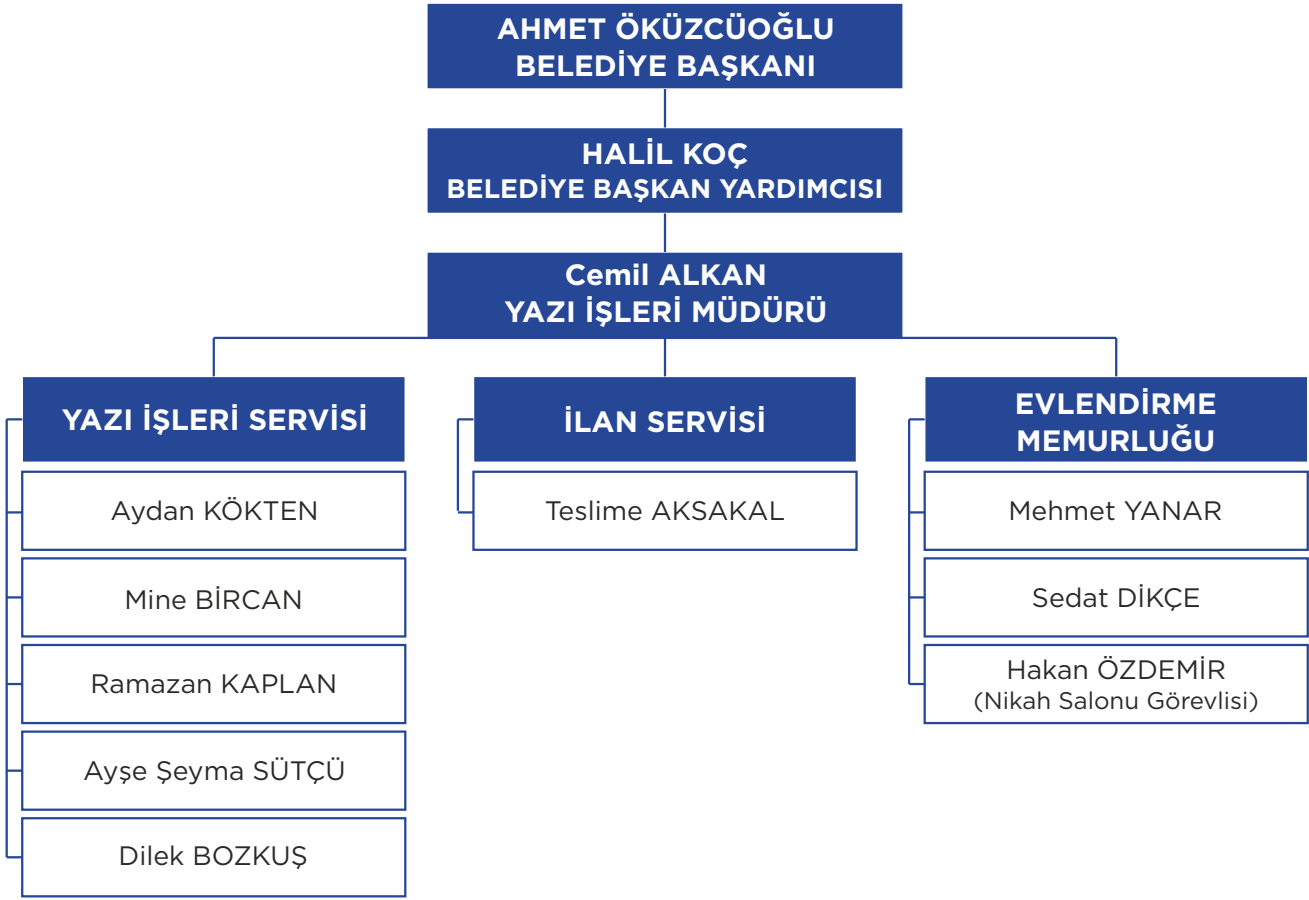 AHMET ÖKÜZCÜOĞLU
BELEDİYE BAŞKANI
HALİL KOÇ
BELEDİYE BAŞKAN YARDIMCISI
Cemil ALKAN
YAZI İŞLERİ MÜDÜRÜ
YAZI İŞLERİ SERVİSİ
Aydan KÖKTEN
Mine BİRCAN
Ramazan KAPLAN
Ayşe Şeyma SÜTÇÜ
Dilek BOZKUŞ
İLAN SERVİSİ
Teslime AKSAKAL
EVLENDİRME
MEMURLUĞU
Mehmet YANAR
Sedat DİKÇE
Hakan ÖZDEMİR
(Nikah Salonu Görevlisi)